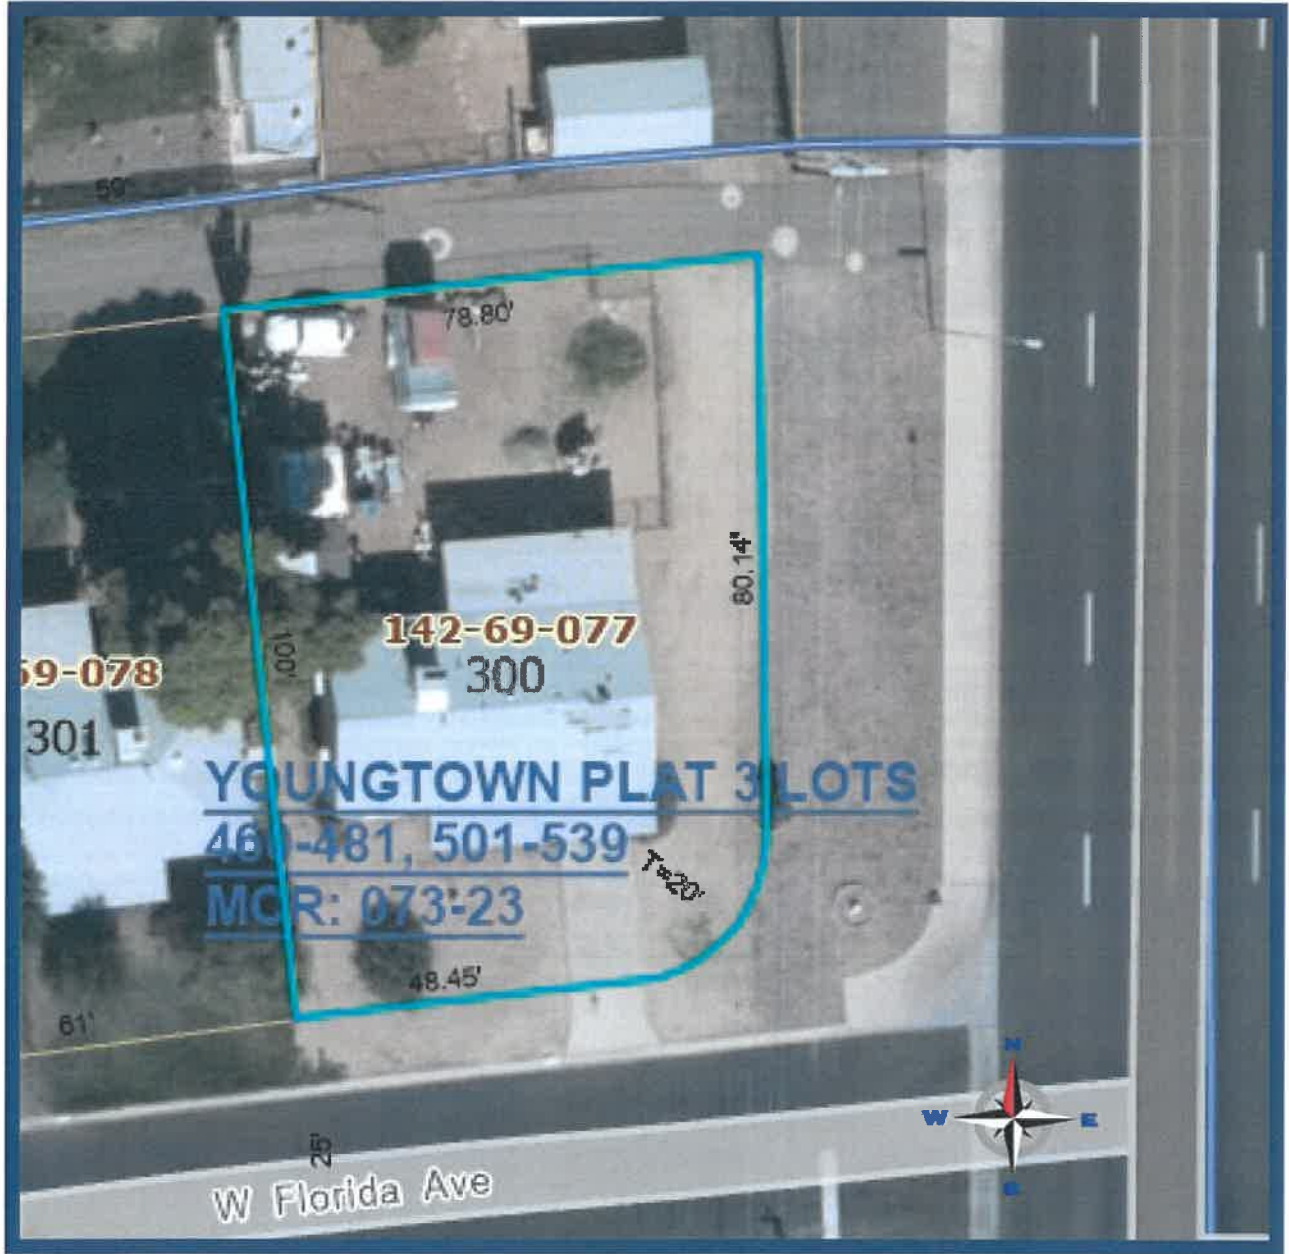 59'
78.80'
80.14'
100'
142-69-077
300
59-078
301
YOUNGTOWN PLAT 3 LOTS
460-481, 501-539
MCR: 073-23
T=20'
48.45'
61'
25'
W Florida Ave
N
W
E
S